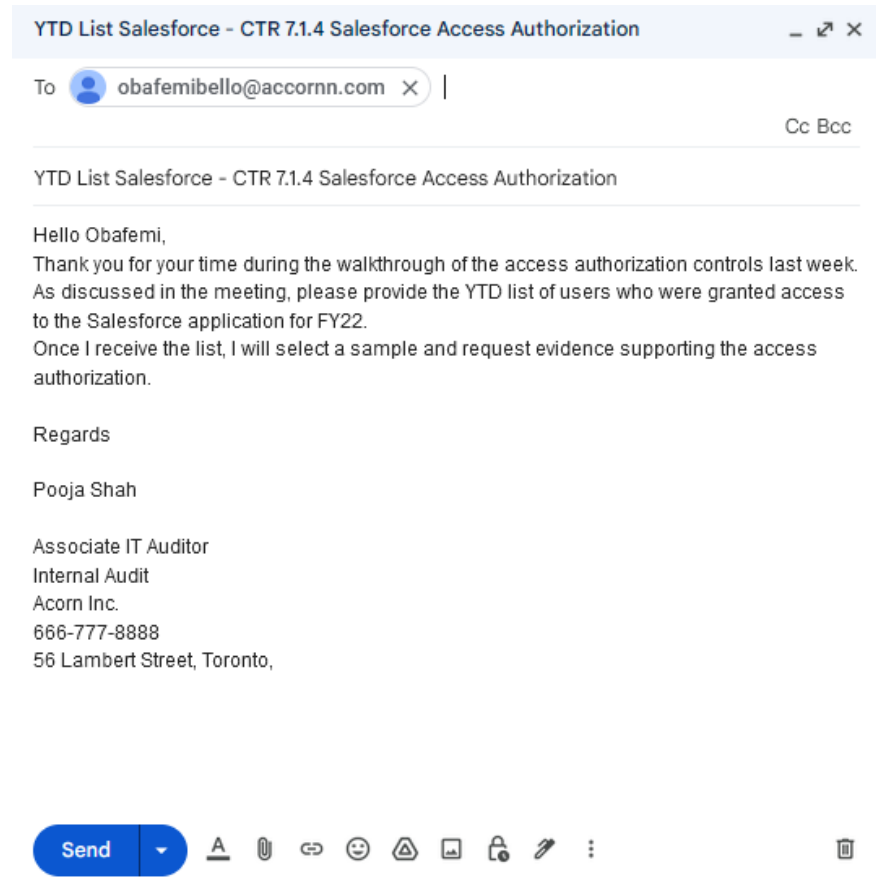 YTD List Salesforce - CTR 7.1.4 Salesforce Access Authorization
To obafemibello@accornn.com
Cc Bcc
YTD List Salesforce - CTR 7.1.4 Salesforce Access Authorization
Hello Obafemi,
Thank you for your time during the walkthrough of the access authorization controls last week.
As discussed in the meeting, please provide the YTD list of users who were granted access
to the Salesforce application for FY22.
Once I receive the list, I will select a sample and request evidence supporting the access
authorization.
Regards
Pooja Shah
Associate IT Auditor
Internal Audit
Acorn Inc.
666-777-8888
56 Lambert Street, Toronto,
Send